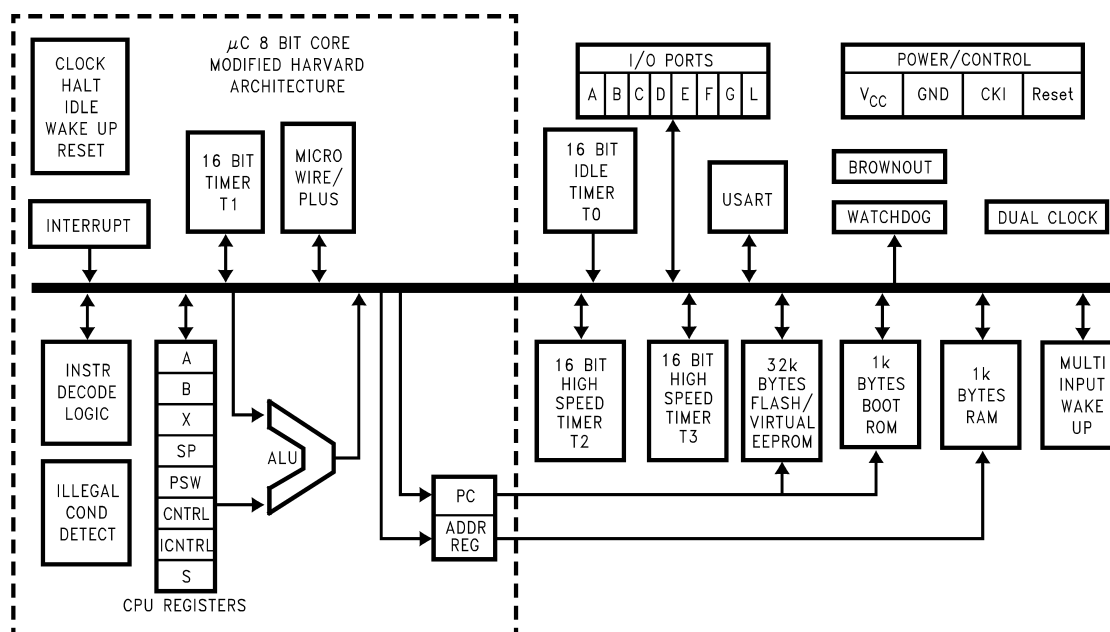 CLOCK
HALT
IDLE
WAKE UP
RESET
μC 8 BIT CORE
MODIFIED HARVARD
ARCHITECTURE
I/O PORTS
A B C D E F G L
POWER/CONTROL
VCC GND CKI Reset
16 BIT
TIMER
T1
MICRO
WIRE/
PLUS
16 BIT
IDLE
TIMER
T0
USART
BROWNOUT
WATCHDOG
DUAL CLOCK
INTERRUPT
INSTR
DECODE
LOGIC
ILLEGAL
COND
DETECT
A
B
X
SP
PSW
CNTRL
ICNTRL
S
CPU REGISTERS
ALU
PC
ADDR
REG
16 BIT
HIGH
SPEED
TIMER
T2
16 BIT
HIGH
SPEED
TIMER
T3
32k
BYTES
FLASH/
VIRTUAL
EEPROM
1k
BYTES
BOOT
ROM
1k
BYTES
RAM
MULTI
INPUT
WAKE
UP